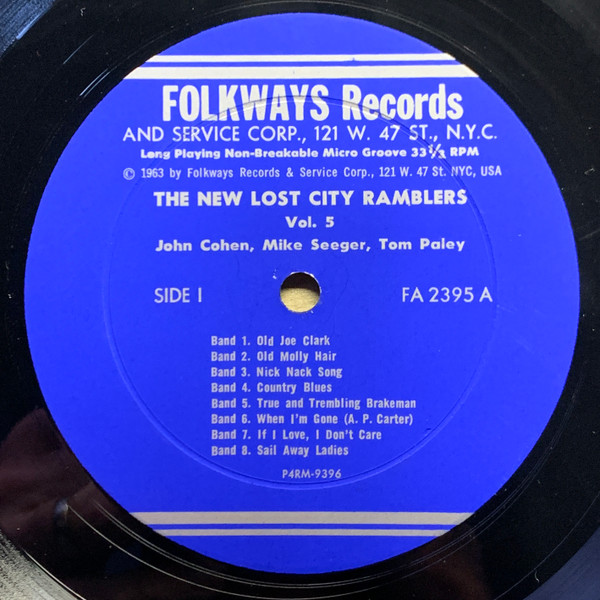 FOLKWAYS Records
AND SERVICE CORP., 121 W. 47 ST., N.Y.C.
Long Playing Non-Breakable Micro Groove 33⅓ RPM
© 1963 by Folkways Records & Service Corp., 121 W. 47 St. NYC, USA
THE NEW LOST CITY RAMBLERS
Vol. 5
John Cohen, Mike Seeger, Tom Paley
SIDE I FA 2395 A
Band 1. Old Joe Clark
Band 2. Old Molly Hair
Band 3. Nick Nack Song
Band 4. Country Blues
Band 5. True and Trembling Brakeman
Band 6. When I'm Gone (A. P. Carter)
Band 7. If I Love, I Don't Care
Band 8. Sail Away Ladies
P4RM-9396